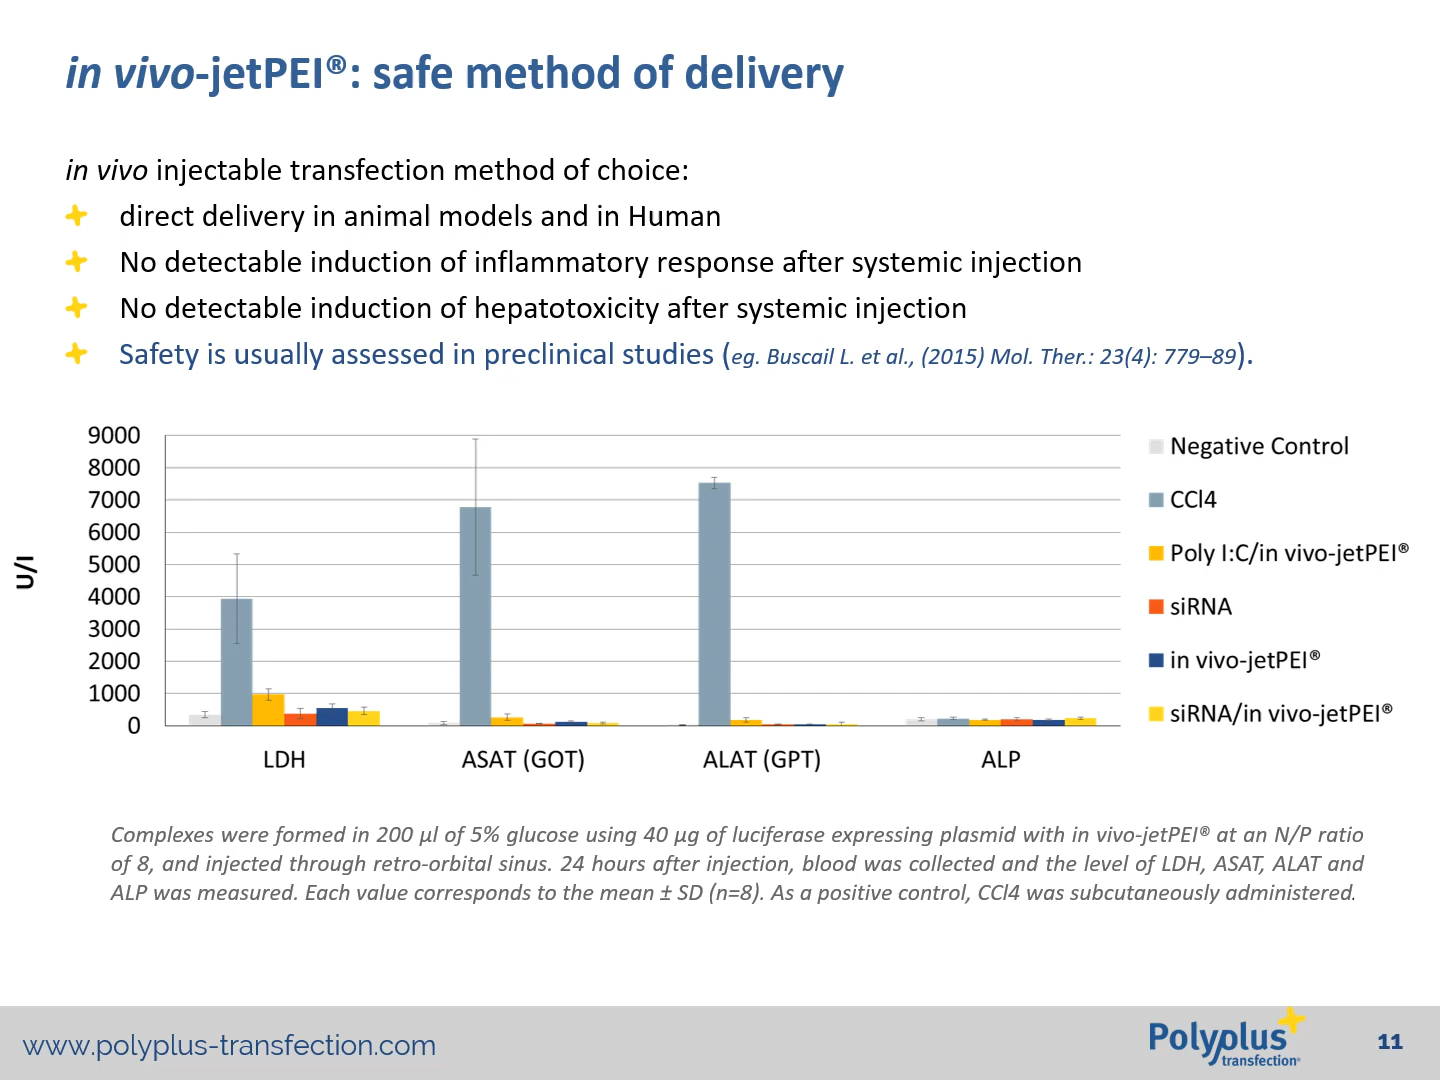 in vivo-jetPEI®: safe method of delivery
in vivo injectable transfection method of choice:
direct delivery in animal models and in Human
No detectable induction of inflammatory response after systemic injection
No detectable induction of hepatotoxicity after systemic injection
Safety is usually assessed in preclinical studies (eg. Buscail L. et al., (2015) Mol. Ther.: 23(4): 779–89).
9000
8000
7000
6000
5000
4000
3000
2000
1000
0
U/l
LDH
ASAT (GOT)
ALAT (GPT)
ALP
Negative Control
CCl4
Poly I:C/in vivo-jetPEI®
siRNA
in vivo-jetPEI®
siRNA/in vivo-jetPEI®
Complexes were formed in 200 µl of 5% glucose using 40 µg of luciferase expressing plasmid with in vivo-jetPEI® at an N/P ratio
of 8, and injected through retro-orbital sinus. 24 hours after injection, blood was collected and the level of LDH, ASAT, ALAT and
ALP was measured. Each value corresponds to the mean ± SD (n=8). As a positive control, CCl4 was subcutaneously administered.
www.polyplus-transfection.com
Polyplus
transfection®
11